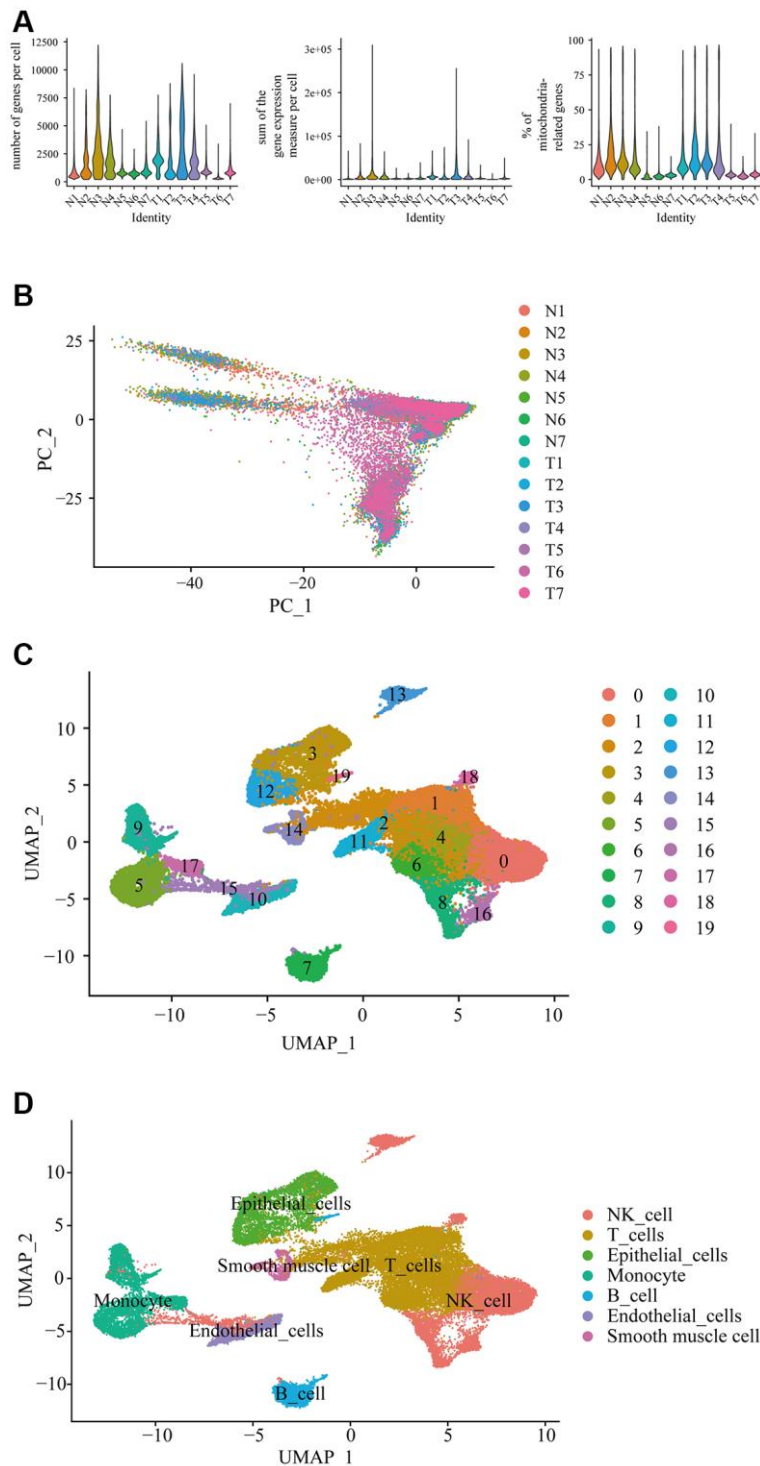 A
number of genes per cell
12500
10000
7500
5000
2500
0
N1 N2 N3 N4 N5 N6 N7 T1 T2 T3 T4 T5 T6 T7
Identity
sum of the
gene expression
measure per cell
3e+05
2e+05
1e+05
0e+00
N1 N2 N3 N4 N5 N6 N7 T1 T2 T3 T4 T5 T6 T7
Identity
% of
mitochondria-
related genes
100
75
50
25
0
N1 N2 N3 N4 N5 N6 N7 T1 T2 T3 T4 T5 T6 T7
Identity
B
PC_2
25
0
−25
−40 −20 0
PC_1
N1
N2
N3
N4
N5
N6
N7
T1
T2
T3
T4
T5
T6
T7
C
UMAP_2
10
5
0
−5
−10
13
3
19
12
18
1
2
14
9
11
4
0
6
17
5
15
10
8
16
7
−10 −5 0 5 10
UMAP_1
0 10
1 11
2 12
3 13
4 14
5 15
6 16
7 17
8 18
9 19
D
UMAP_2
10
5
0
−5
−10
Epithelial_cells
Smooth muscle cell T_cells
Monocyte NK_cell
Endothelial_cells
B_cell
−10 −5 0 5 10
UMAP_1
NK_cell
T_cells
Epithelial_cells
Monocyte
B_cell
Endothelial_cells
Smooth muscle cell